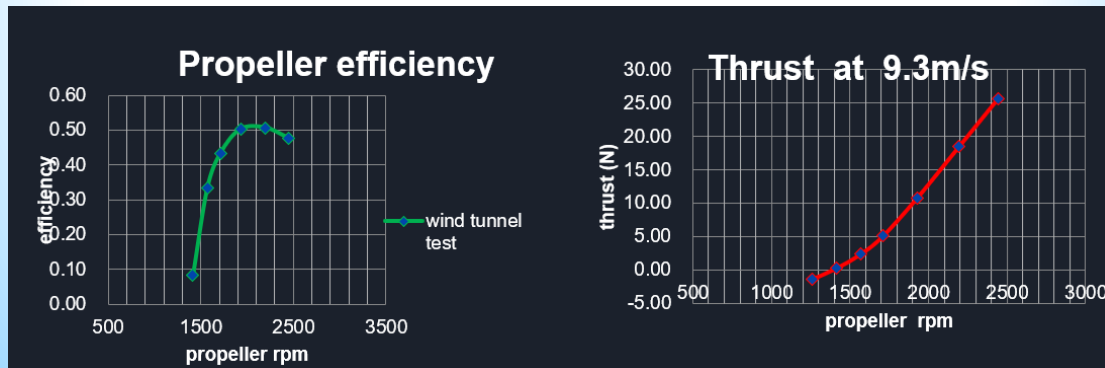 Propeller efficiency
0.60
0.50
0.40
0.30
0.20
0.10
0.00
efficiency
500 1500 2500 3500
propeller rpm
wind tunnel
test
Thrust at 9.3m/s
30.00
25.00
20.00
15.00
10.00
5.00
0.00
-5.00
thrust (N)
500 1000 1500 2000 2500 3000
propeller rpm